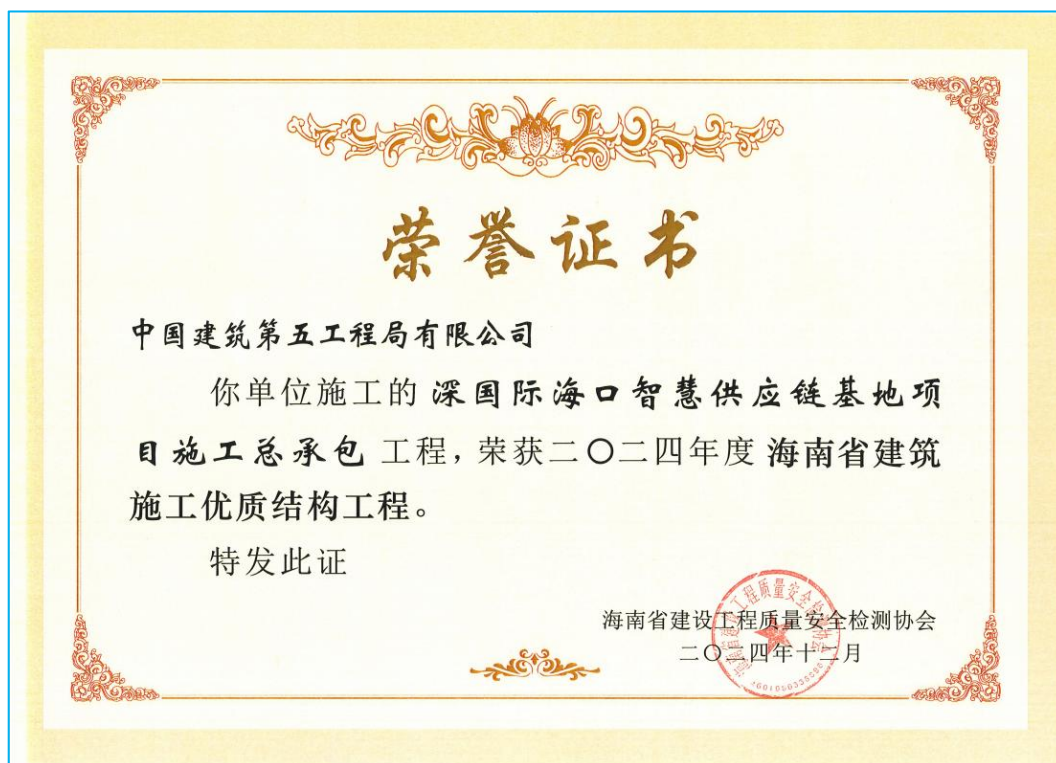 荣誉证书
中国建筑第五工程局有限公司
你单位施工的 深国际海口智慧供应链基地项
目施工总承包 工程，荣获二〇二四年度 海南省建筑
施工优质结构工程。
特发此证
海南省建设工程质量安全检测协会
二〇二四年十二月